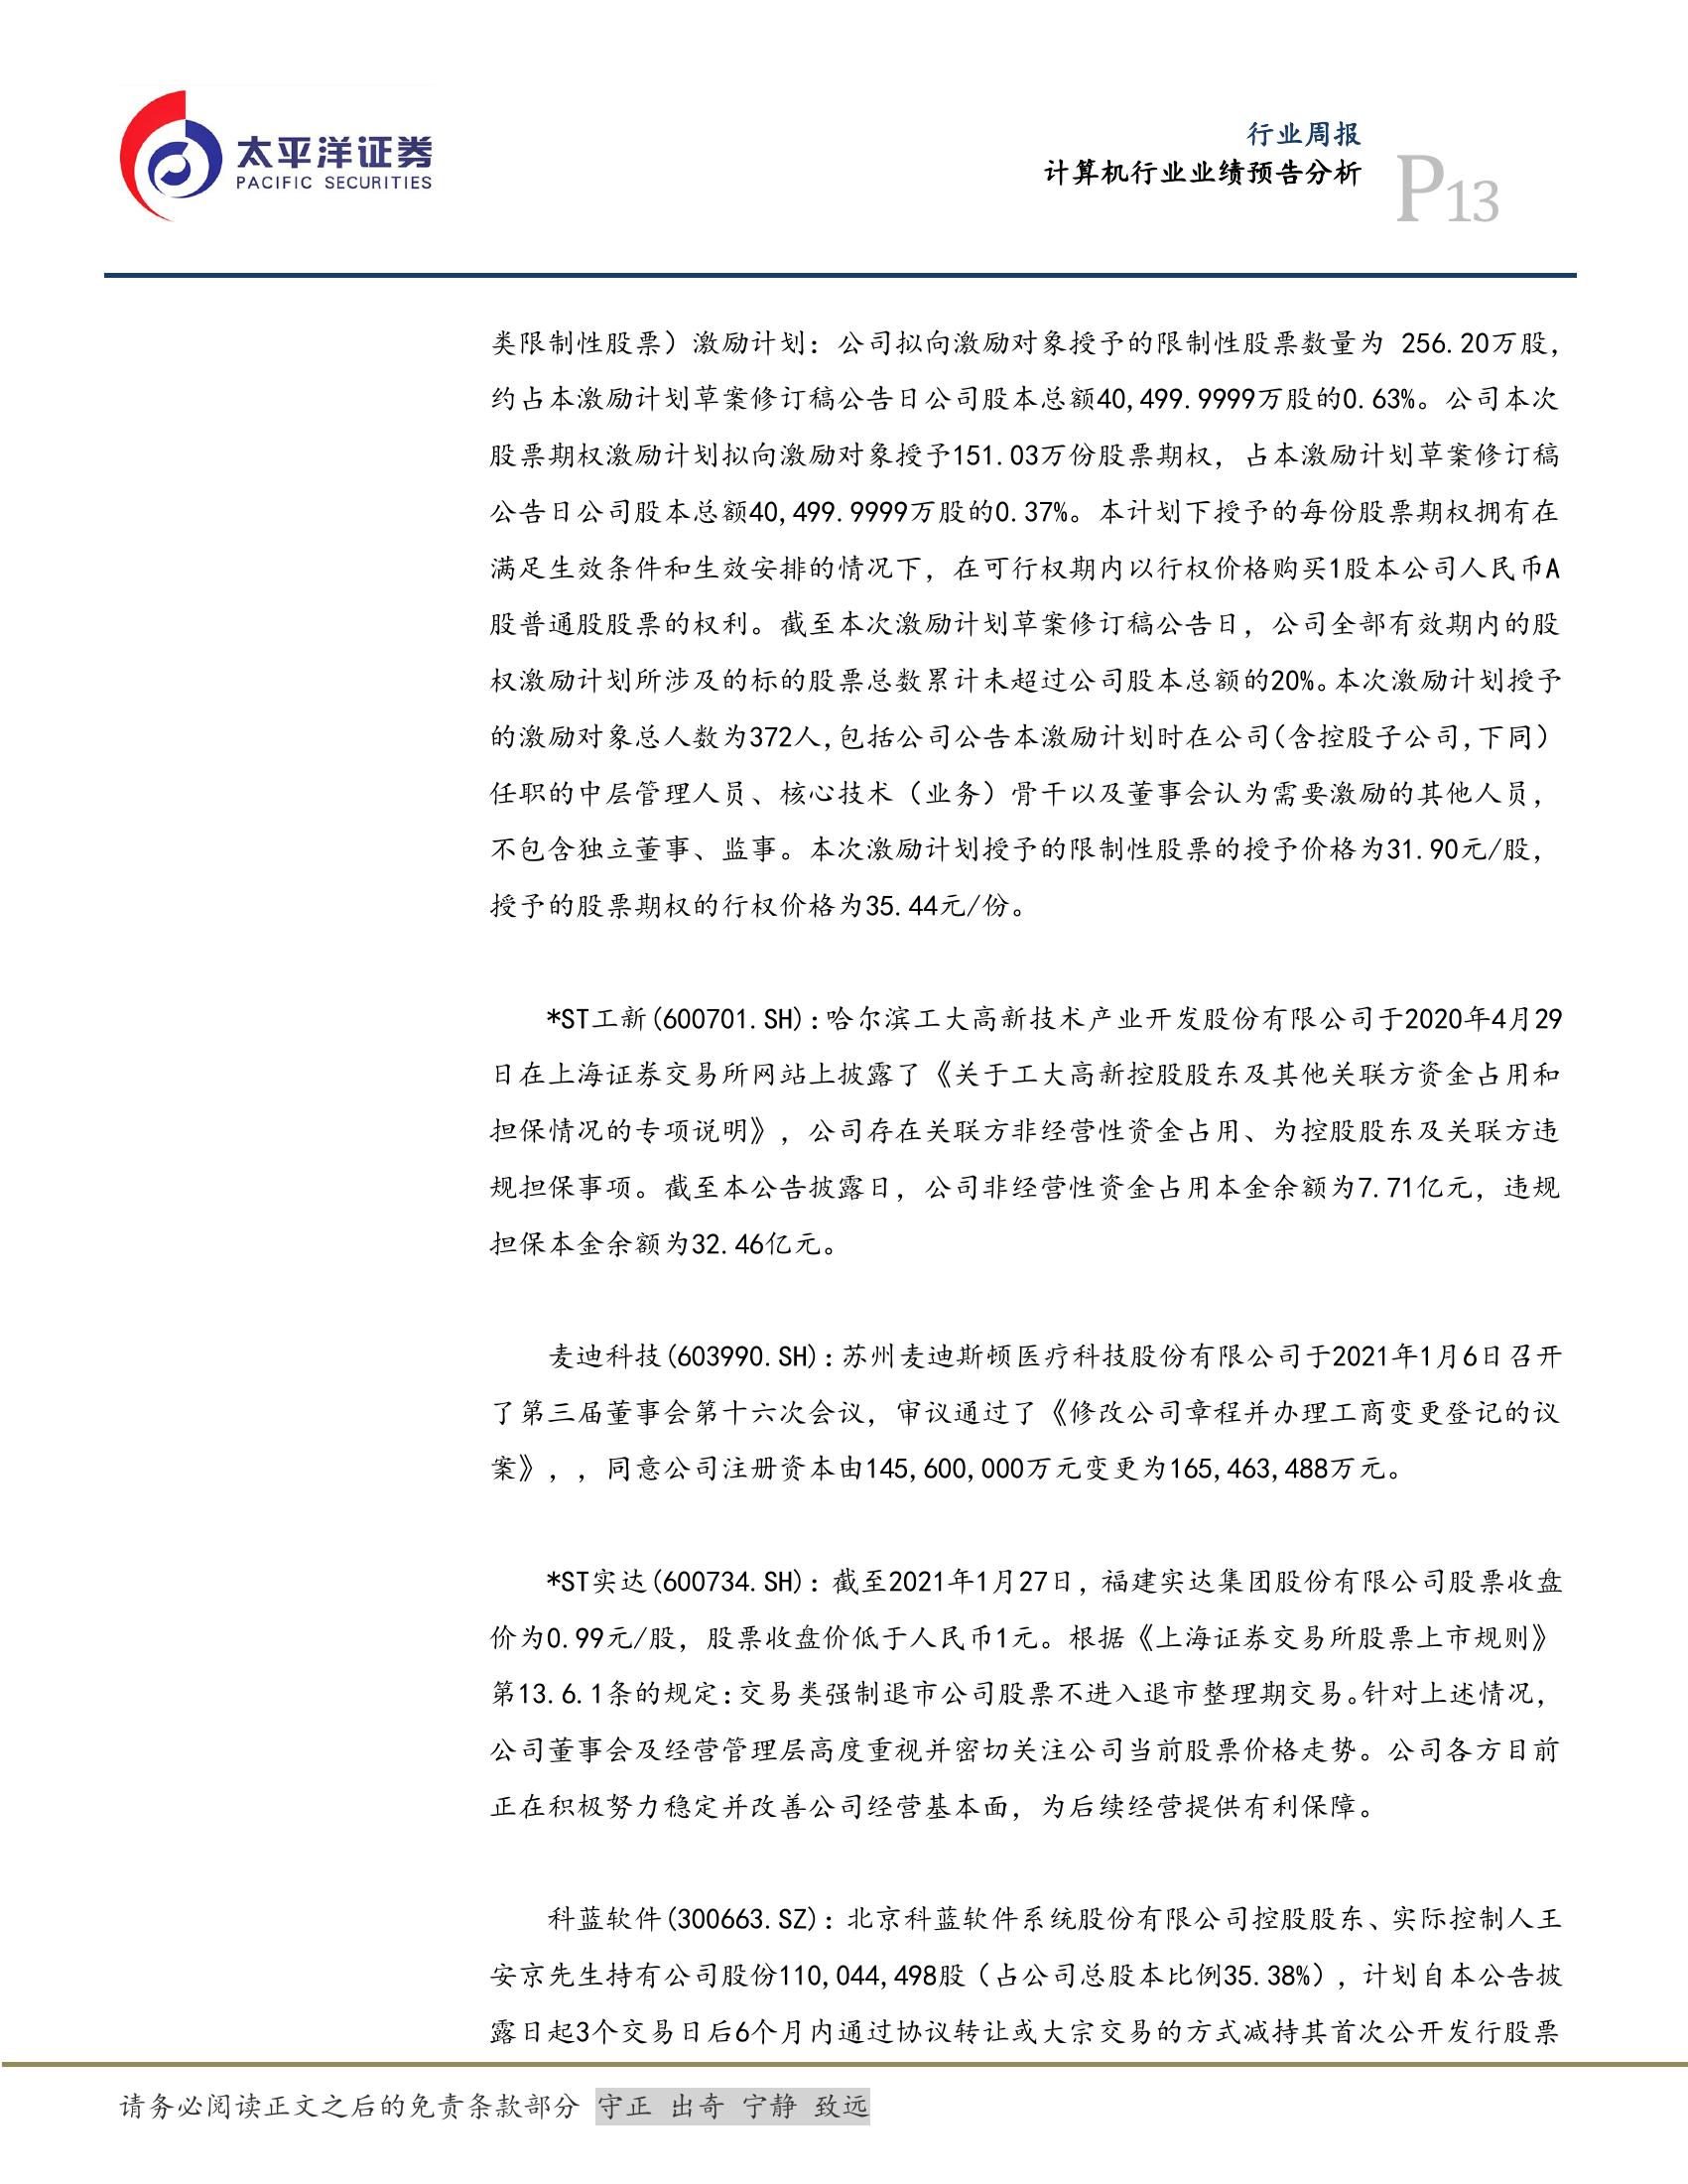 太平洋证券
PACIFIC SECURITIES
行业周报
计算机行业业绩预告分析
P13
类限制性股票）激励计划：公司拟向激励对象授予的限制性股票数量为 256.20万股，
约占本激励计划草案修订稿公告日公司股本总额40,499.9999万股的0.63%。公司本次
股票期权激励计划拟向激励对象授予151.03万份股票期权，占本激励计划草案修订稿
公告日公司股本总额40,499.9999万股的0.37%。本计划下授予的每份股票期权拥有在
满足生效条件和生效安排的情况下，在可行权期内以行权价格购买1股本公司人民币A
股普通股股票的权利。截至本次激励计划草案修订稿公告日，公司全部有效期内的股
权激励计划所涉及的标的股票总数累计未超过公司股本总额的20%。本次激励计划授予
的激励对象总人数为372人,包括公司公告本激励计划时在公司(含控股子公司,下同)
任职的中层管理人员、核心技术（业务）骨干以及董事会认为需要激励的其他人员，
不包含独立董事、监事。本次激励计划授予的限制性股票的授予价格为31.90元/股，
授予的股票期权的行权价格为35.44元/份。
*ST工新(600701.SH):哈尔滨工大高新技术产业开发股份有限公司于2020年4月29
日在上海证券交易所网站上披露了《关于工大高新控股股东及其他关联方资金占用和
担保情况的专项说明》，公司存在关联方非经营性资金占用、为控股股东及关联方违
规担保事项。截至本公告披露日，公司非经营性资金占用本金余额为7.71亿元，违规
担保本金余额为32.46亿元。
麦迪科技(603990.SH):苏州麦迪斯顿医疗科技股份有限公司于2021年1月6日召开
了第三届董事会第十六次会议，审议通过了《修改公司章程并办理工商变更登记的议
案》，，同意公司注册资本由145,600,000万元变更为165,463,488万元。
*ST实达(600734.SH)：截至2021年1月27日，福建实达集团股份有限公司股票收盘
价为0.99元/股，股票收盘价低于人民币1元。根据《上海证券交易所股票上市规则》
第13.6.1条的规定:交易类强制退市公司股票不进入退市整理期交易。针对上述情况，
公司董事会及经营管理层高度重视并密切关注公司当前股票价格走势。公司各方目前
正在积极努力稳定并改善公司经营基本面，为后续经营提供有利保障。
科蓝软件(300663.SZ)：北京科蓝软件系统股份有限公司控股股东、实际控制人王
安京先生持有公司股份110,044,498股（占公司总股本比例35.38%），计划自本公告披
露日起3个交易日后6个月内通过协议转让或大宗交易的方式减持其首次公开发行股票
请务必阅读正文之后的免责条款部分 守正 出奇 宁静 致远